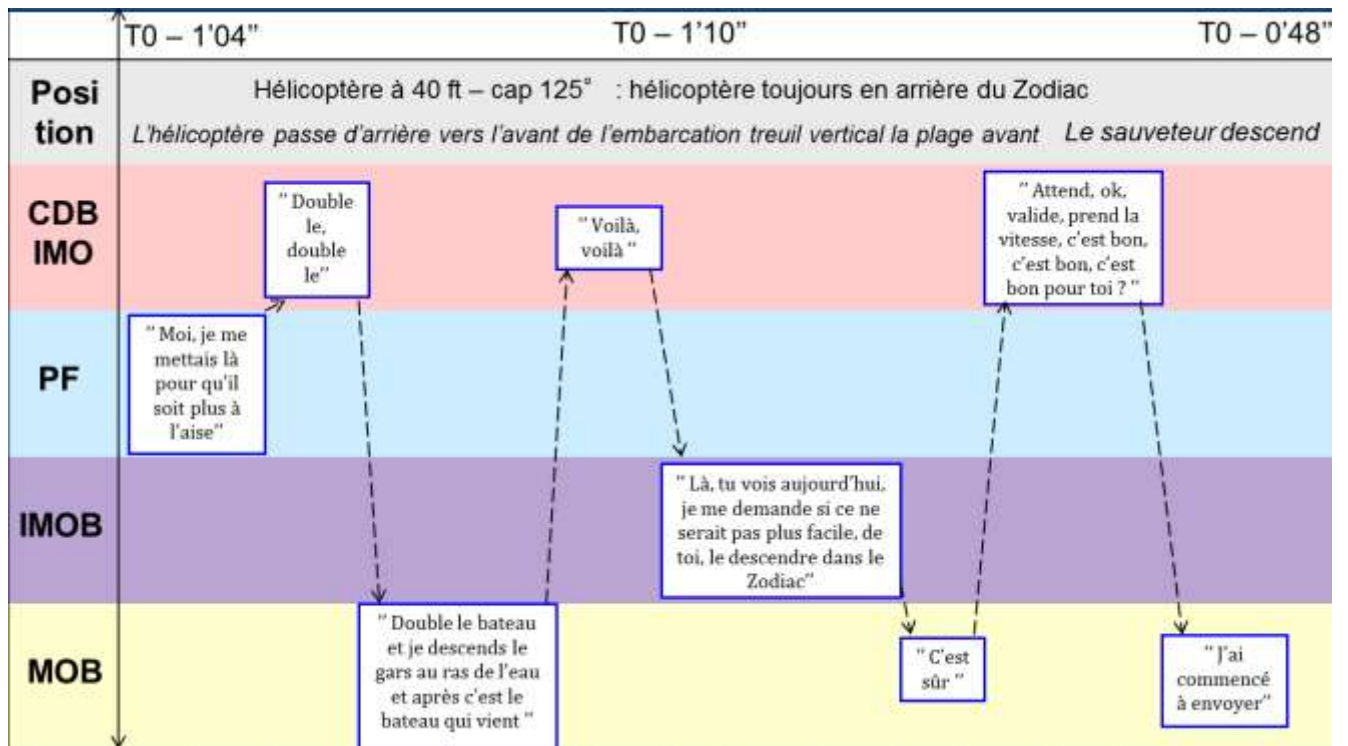 T0 – 1'04’’
T0 – 1'10’’
T0 – 0'48’’
Posi
tion
Hélicoptère à 40 ft – cap 125° : hélicoptère toujours en arrière du Zodiac
L'hélicoptère passe d'arrière vers l'avant de l'embarcation treuil vertical la plage avant
Le sauveteur descend
CDB
IMO
’’ Double
le,
double
le’’
’’ Voilà,
voilà ’’
’’ Attend, ok,
valide, prend la
vitesse, c'est bon,
c'est bon, c'est
bon pour toi ? ’’
PF
’’ Moi, je me
mettais là
pour qu'il
soit plus à
l'aise’’
IMOB
’’ Là, tu vois aujourd'hui,
je me demande si ce ne
serait pas plus facile, de
toi, le descendre dans le
Zodiac’’
MOB
’’ Double le bateau
et je descends le
gars au ras de l'eau
et après c'est le
bateau qui vient ’’
’’ C'est
sûr ’’
’’ J'ai
commencé
à envoyer’’